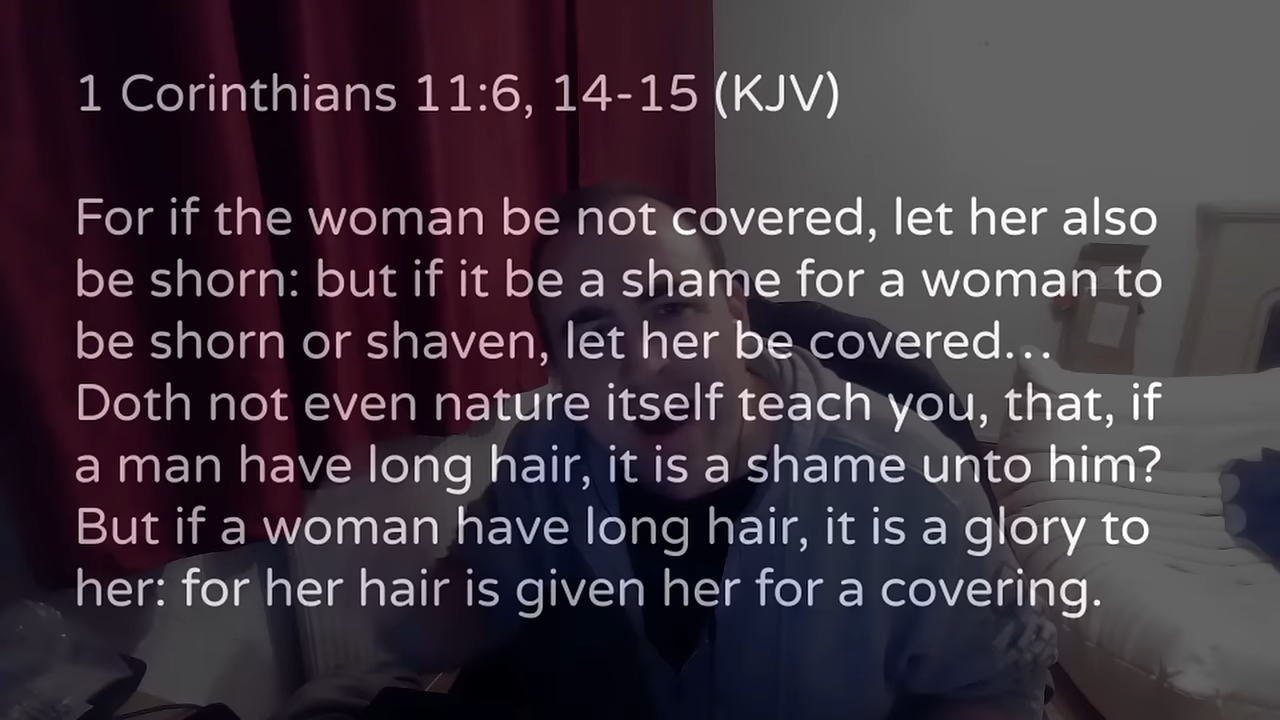 1 Corinthians 11:6, 14-15 (KJV)
For if the woman be not covered, let her also
be shorn: but if it be a shame for a woman to
be shorn or shaven, let her be covered…
Doth not even nature itself teach you, that, if
a man have long hair, it is a shame unto him?
But if a woman have long hair, it is a glory to
her: for her hair is given her for a covering.